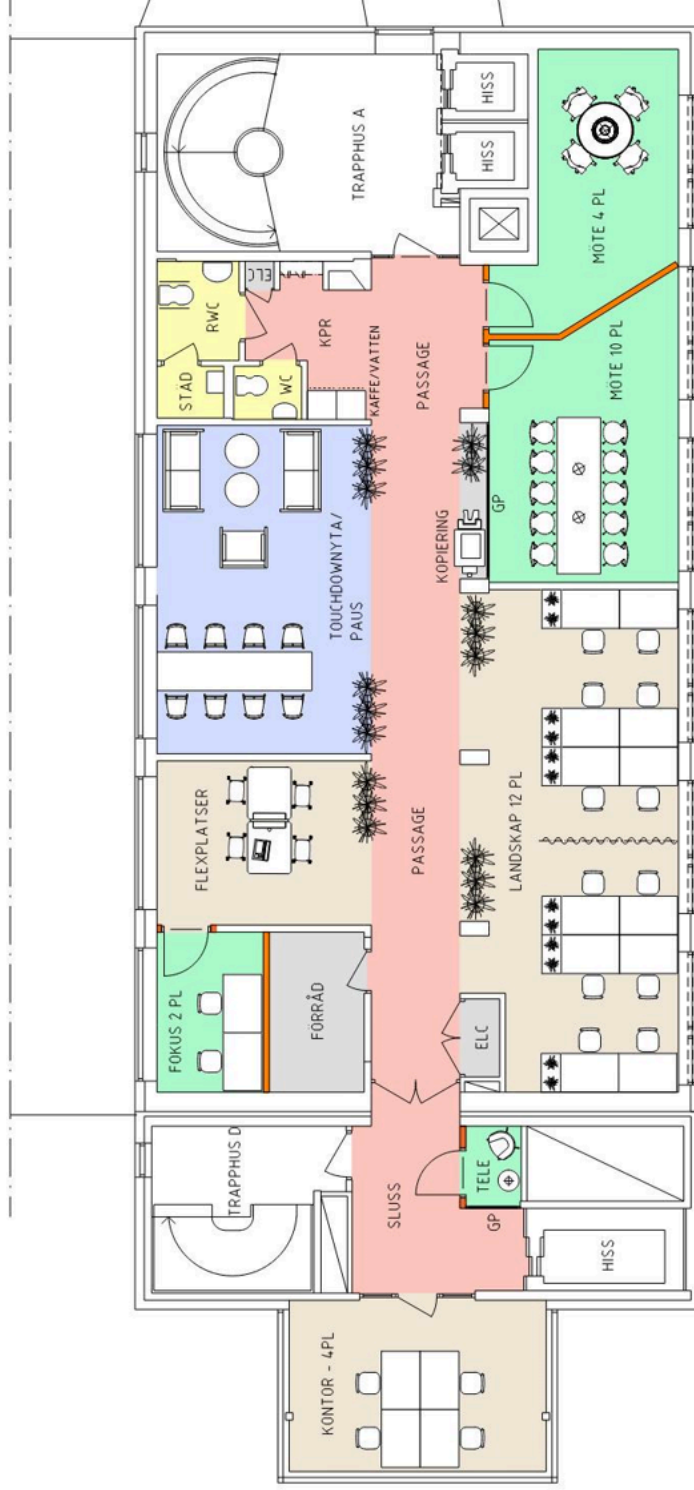 TRAPPHUS A
HISS
HISS
MÖTE 4 PL
RWC
ELC
STÄD
WC
KPR
KAFFE/VATTEN
PASSAGE
MÖTE 10 PL
TOUCHDOWNYTA/
PAUS
KOPIERING
GP
FLEXPLATSER
PASSAGE
LANDSKAP 12 PL
FOKUS 2 PL
FÖRRÅD
ELC
TRAPPHUS D
SLUSS
TELE
GP
HISS
KONTOR - 4PL